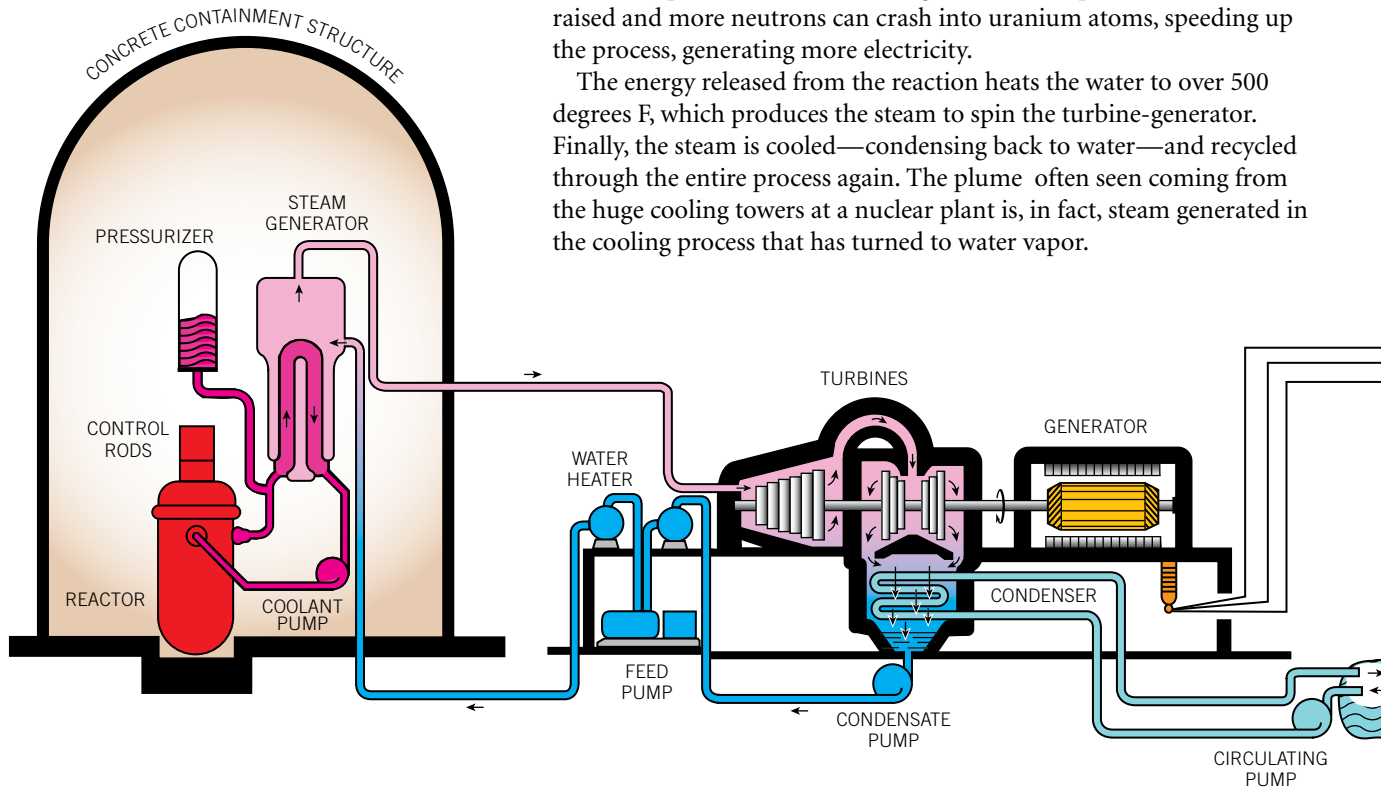 raised and more neutrons can crash into uranium atoms, speeding up
the process, generating more electricity.
The energy released from the reaction heats the water to over 500
degrees F, which produces the steam to spin the turbine-generator.
Finally, the steam is cooled—condensing back to water—and recycled
through the entire process again. The plume often seen coming from
the huge cooling towers at a nuclear plant is, in fact, steam generated in
the cooling process that has turned to water vapor.
CONCRETE CONTAINMENT STRUCTURE
STEAM
GENERATOR
PRESSURIZER
CONTROL
RODS
REACTOR
COOLANT
PUMP
WATER
HEATER
FEED
PUMP
TURBINES
GENERATOR
CONDENSER
CONDENSATE
PUMP
CIRCULATING
PUMP